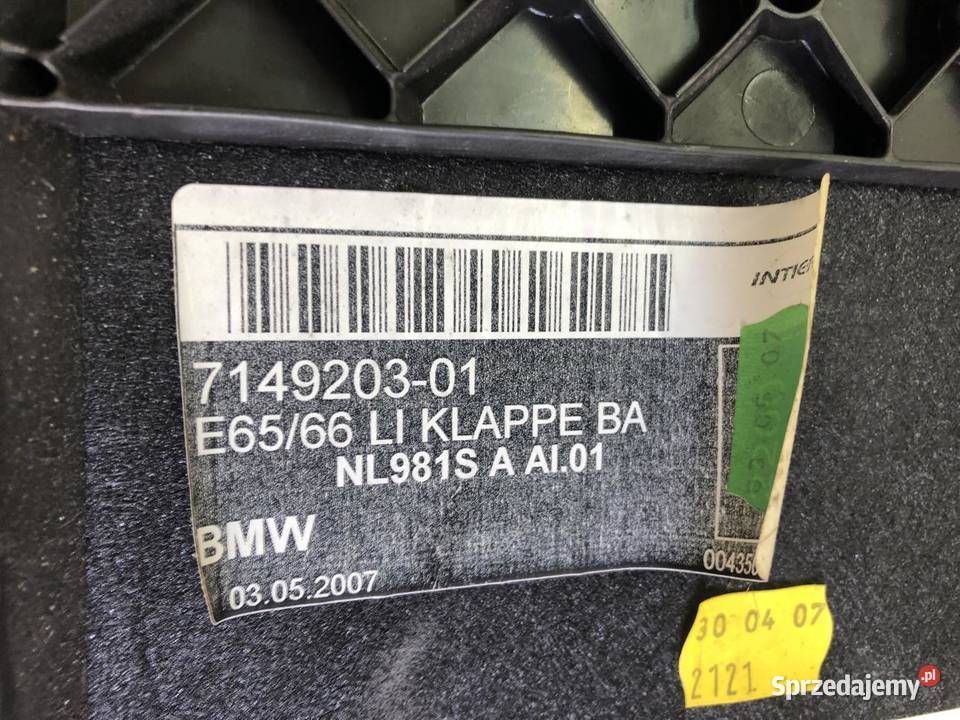 7149203-01
E65/66 LI KLAPPE BA
NL981S A AI.01
BMW
03.05.2007
30 04 07
2121
Sprzedajemy.pl